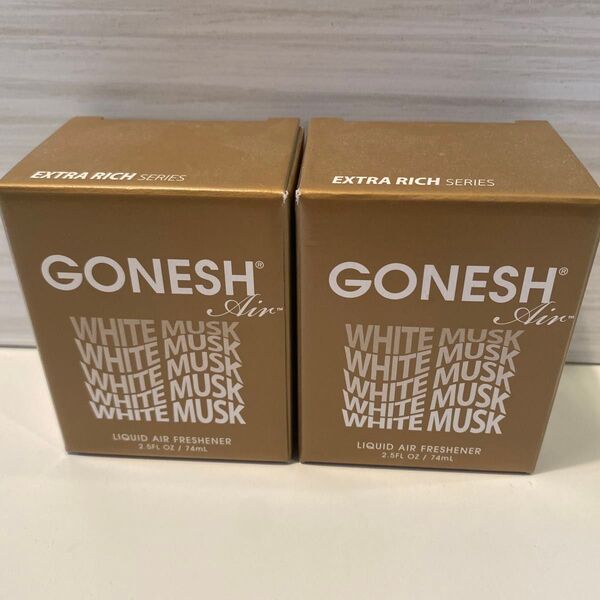 EXTRA RICH SERIES
GONESH®
Air™
WHITE MUSK
WHITE MUSK
WHITE MUSK
WHITE MUSK
WHITE MUSK
LIQUID AIR FRESHENER
2.5FL OZ / 74mL
EXTRA RICH SERIES
GONESH®
Air™
WHITE MUSK
WHITE MUSK
WHITE MUSK
WHITE MUSK
WHITE MUSK
LIQUID AIR FRESHENER
2.5FL OZ / 74mL